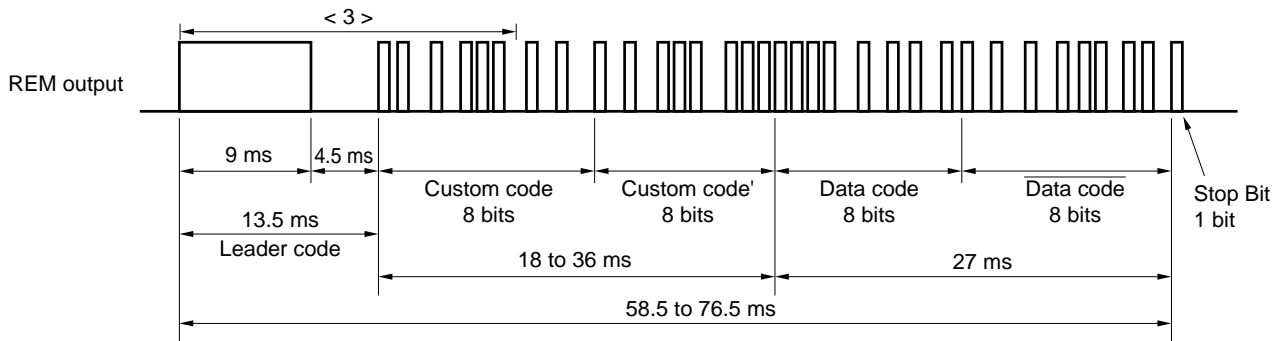 < 3 >
REM output
9 ms
4.5 ms
Custom code
8 bits
Custom code'
8 bits
Data code
8 bits
Data code
8 bits
Stop Bit
1 bit
13.5 ms
Leader code
18 to 36 ms
27 ms
58.5 to 76.5 ms